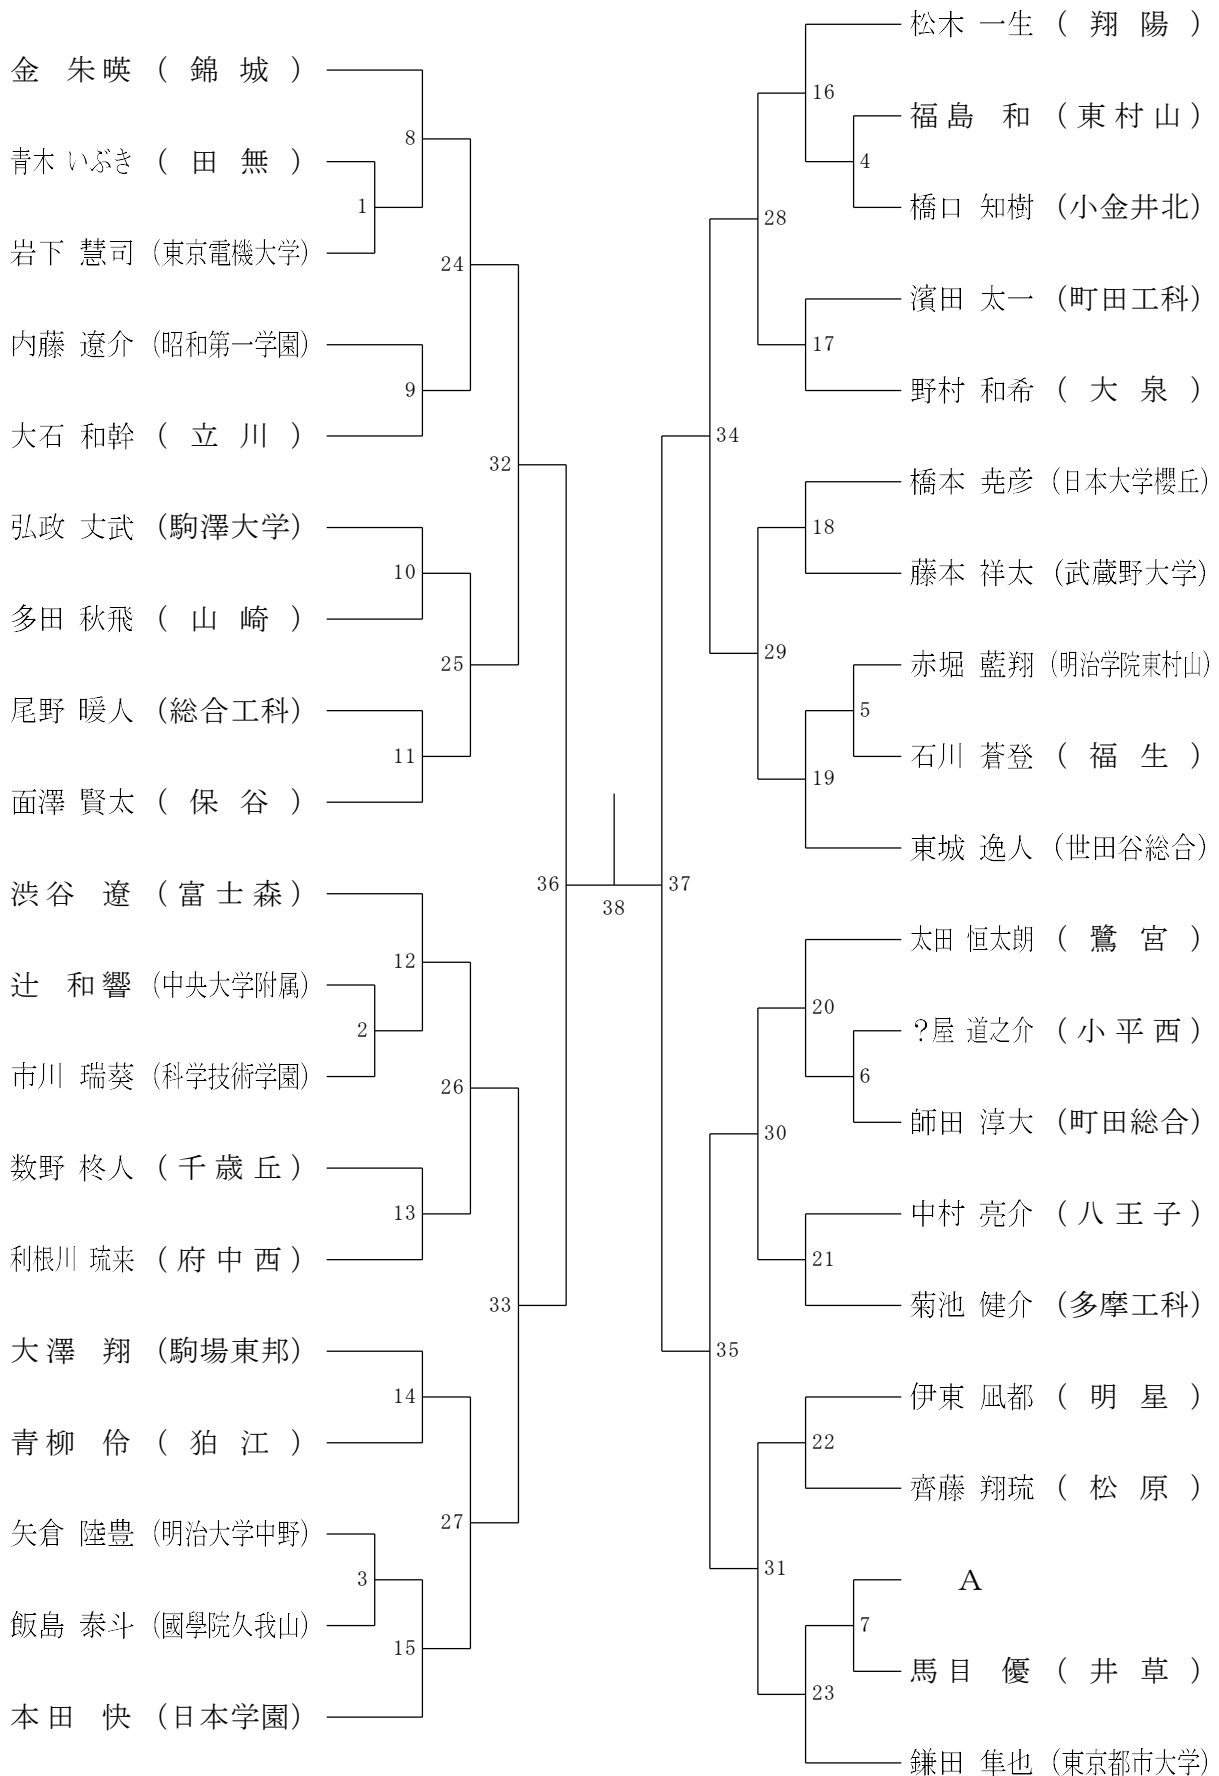 金 朱暎 ( 錦 城 )
8
青木 いぶき ( 田 無 )
1
岩下 慧司 (東京電機大学)
24
内藤 遼介 (昭和第一学園)
9
大石 和幹 ( 立 川 )
32
弘政 丈武 (駒澤大学)
10
多田 秋飛 ( 山 崎 )
25
尾野 暖人 (総合工科)
11
面澤 賢太 ( 保 谷 )
36
渋谷 遼 ( 富 士 森 )
12
辻 和響 (中央大学附属)
2
市川 瑞葵 (科学技術学園)
26
数野 柊人 ( 千 歳 丘 )
13
利根川 琉来 ( 府 中 西 )
33
大澤 翔 (駒場東邦)
14
青柳 伶 ( 狛 江 )
27
矢倉 陸豊 (明治大学中野)
3
飯島 泰斗 (國學院久我山)
15
本田 快 (日本学園)
38
松木 一生 ( 翔 陽 )
16
福島 和 ( 東 村 山 )
4
橋口 知樹 (小金井北)
28
濱田 太一 (町田工科)
17
野村 和希 ( 大 泉 )
34
橋本 尭彦 (日本大学櫻丘)
18
藤本 祥太 (武蔵野大学)
29
赤堀 藍翔 (明治学院東村山)
5
石川 蒼登 ( 福 生 )
19
東城 逸人 (世田谷総合)
37
太田 恒太朗 ( 鷺 宮 )
20
?屋 道之介 ( 小 平 西 )
6
師田 淳大 (町田総合)
30
中村 亮介 ( 八 王 子 )
21
菊池 健介 (多摩工科)
35
伊東 凪都 ( 明 星 )
22
齊藤 翔琉 ( 松 原 )
31
A
7
馬目 優 ( 井 草 )
23
鎌田 隼也 (東京都市大学)